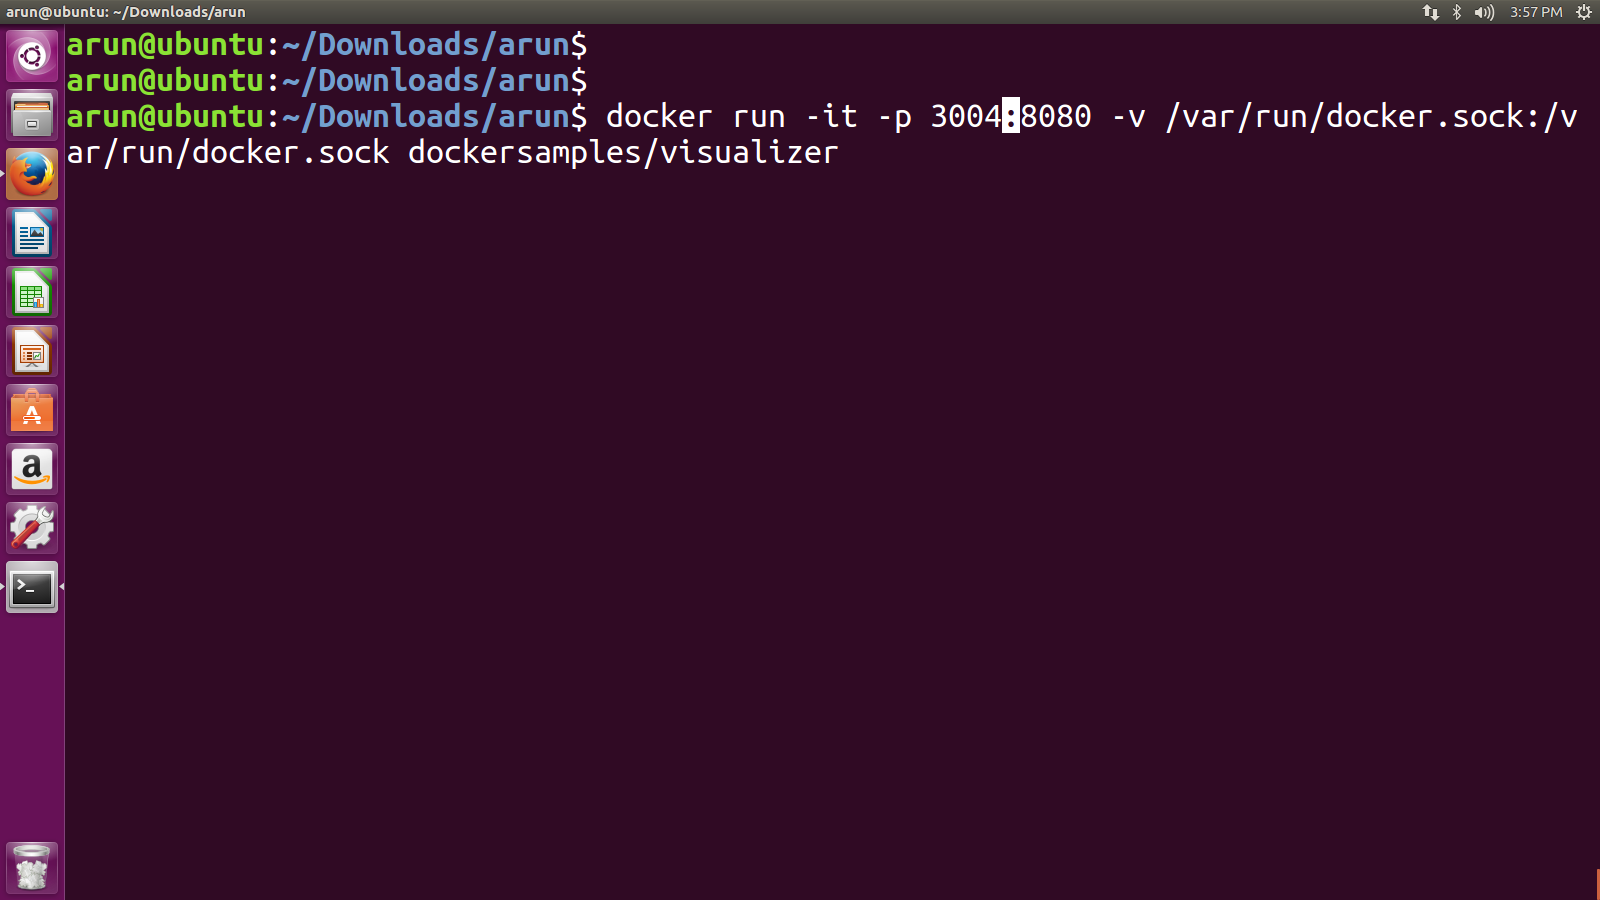 arun@ubuntu: ~/Downloads/arun
3:57 PM
arun@ubuntu:~/Downloads/arun$
arun@ubuntu:~/Downloads/arun$
arun@ubuntu:~/Downloads/arun$ docker run -it -p 3004:8080 -v /var/run/docker.sock:/v
ar/run/docker.sock dockersamples/visualizer